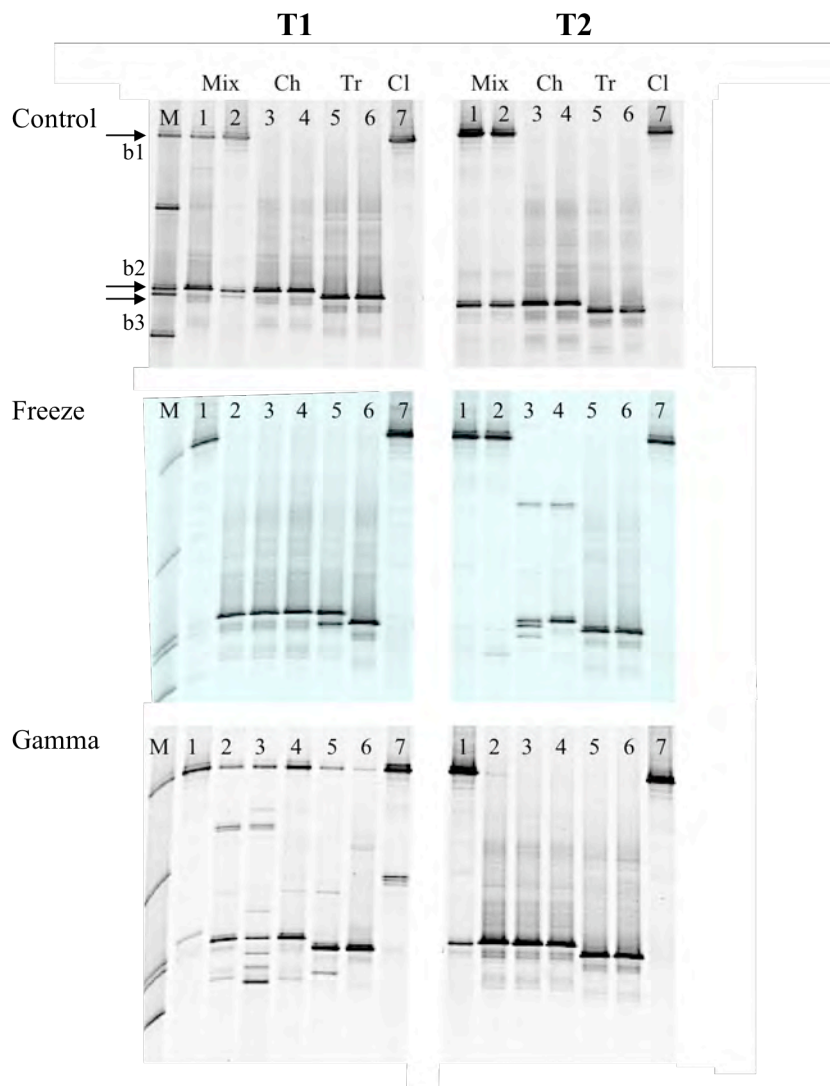 T1 T2
Mix Ch Tr Cl Mix Ch Tr Cl
Control M 1 2 3 4 5 6 7 1 2 3 4 5 6 7
b1
b2
b3
Freeze M 1 2 3 4 5 6 7 1 2 3 4 5 6 7
Gamma M 1 2 3 4 5 6 7 1 2 3 4 5 6 7